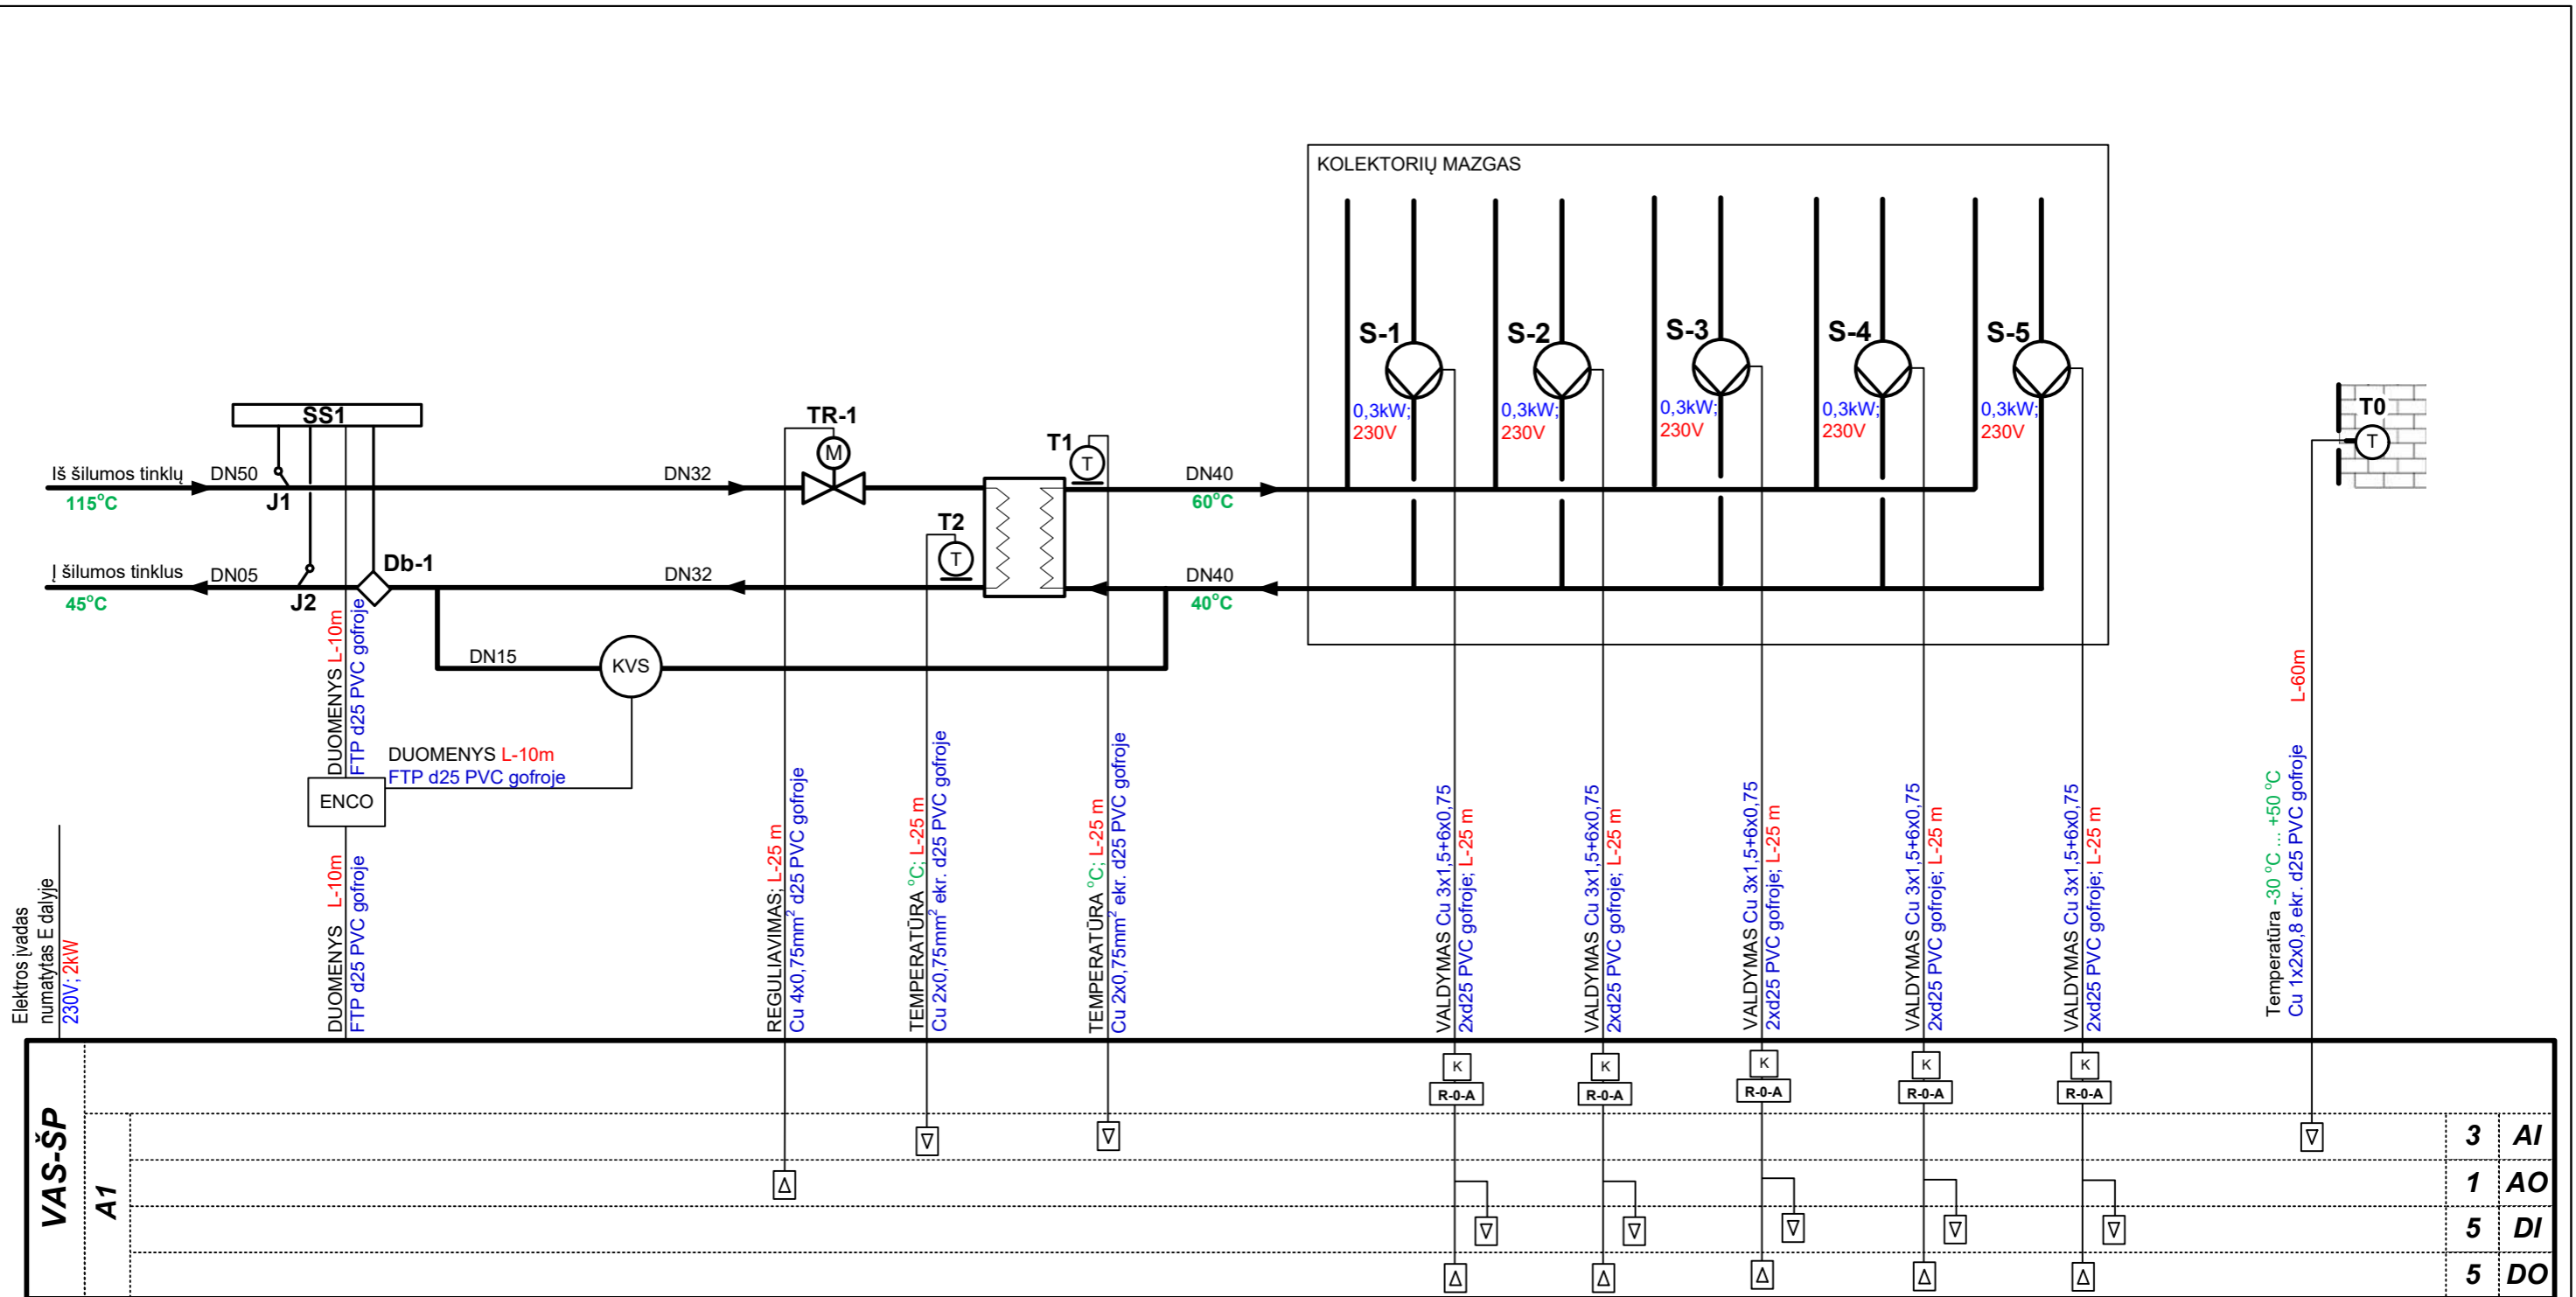 KOLEKTORIŲ MAZGAS
S-1
S-2
S-3
S-4
S-5
0,3kW;
230V
0,3kW;
230V
0,3kW;
230V
0,3kW;
230V
0,3kW;
230V
T0
T
SS1
TR-1
M
T1
T
Iš šilumos tinklų
DN50
115°C
J1
DN32
DN40
60°C
T2
T
Į šilumos tinklus
DN05
45°C
J2
Db-1
DN32
DN40
40°C
DN15
KVS
DUOMENYS L-10m
FTP d25 PVC gofroje
DUOMENYS L-10m
FTP d25 PVC gofroje
ENCO
DUOMENYS L-10m
FTP d25 PVC gofroje
Elektros įvadas
numatytas E dalyje
230V; 2kW
REGULIAVIMAS; L-25 m
Cu 4x0,75mm² d25 PVC gofroje
TEMPERATŪRA °C; L-25 m
Cu 2x0,75mm² ekr. d25 PVC gofroje
TEMPERATŪRA °C; L-25 m
Cu 2x0,75mm² ekr. d25 PVC gofroje
VALDYMAS Cu 3x1,5+6x0,75
2xd25 PVC gofroje; L-25 m
VALDYMAS Cu 3x1,5+6x0,75
2xd25 PVC gofroje; L-25 m
VALDYMAS Cu 3x1,5+6x0,75
2xd25 PVC gofroje; L-25 m
VALDYMAS Cu 3x1,5+6x0,75
2xd25 PVC gofroje; L-25 m
VALDYMAS Cu 3x1,5+6x0,75
2xd25 PVC gofroje; L-25 m
Temperatūra -30 °C ... +50 °C
Cu 1x2x0,8 ekr. d25 PVC gofroje L-60m
VAS-ŠP
A1
K
R-0-A
K
R-0-A
K
R-0-A
K
R-0-A
K
R-0-A
3 AI
1 AO
5 DI
5 DO